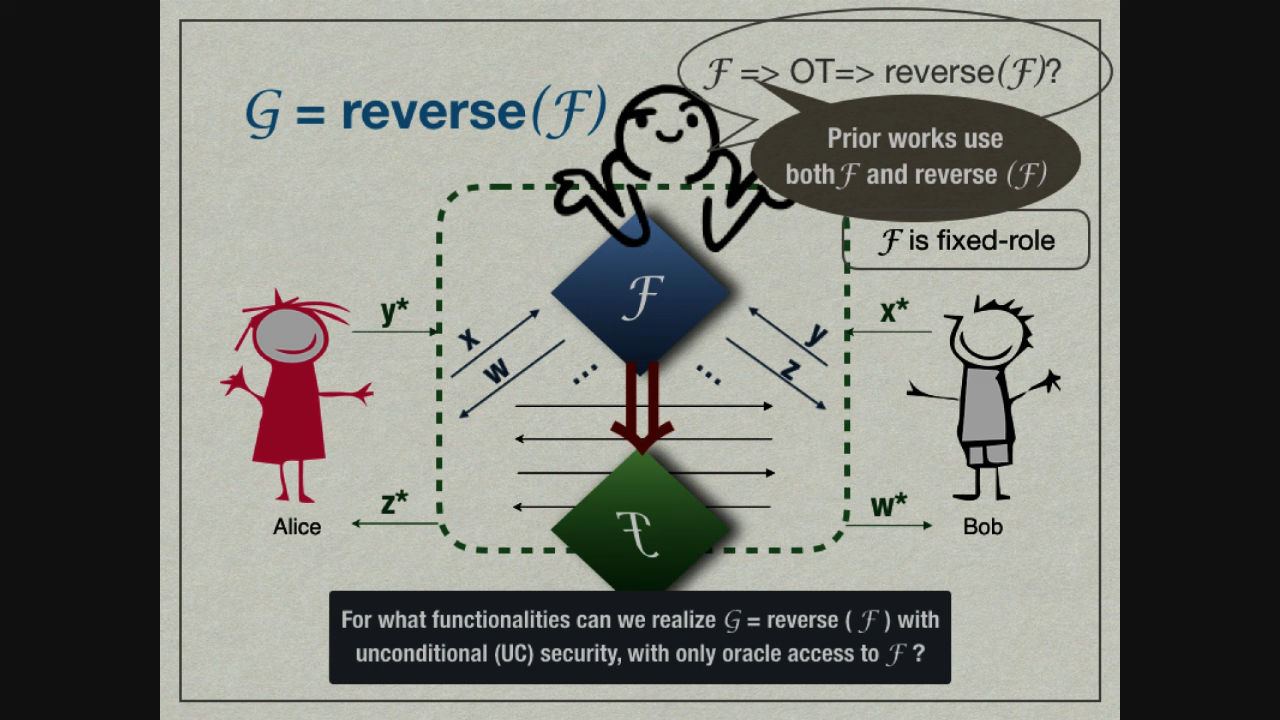 ℱ => OT=> reverse(ℱ)?
𝒢 = reverse(ℱ)
Prior works use
both ℱ and reverse (ℱ)
ℱ is fixed-role
ℱ
y*
x*
x
y
w
z
...
...
z*
w*
Alice
Bob
ℱ
For what functionalities can we realize 𝒢 = reverse ( ℱ ) with
unconditional (UC) security, with only oracle access to ℱ ?